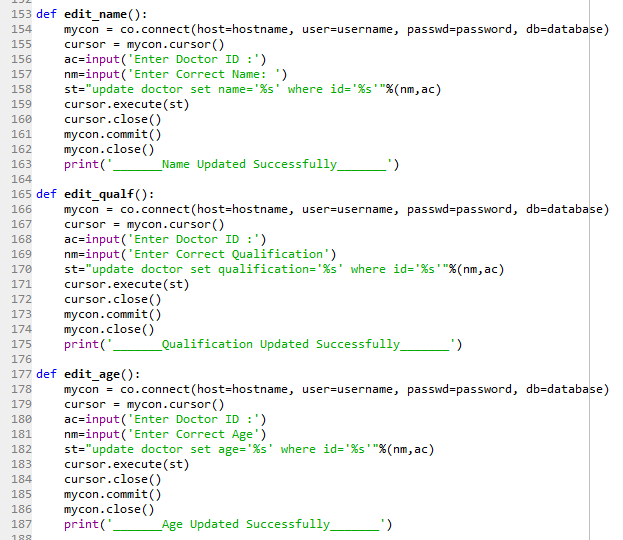 152
153 def edit_name():
154     mycon = co.connect(host=hostname, user=username, passwd=password, db=database)
155     cursor = mycon.cursor()
156     ac=input('Enter Doctor ID :')
157     nm=input('Enter Correct Name: ')
158     st="update doctor set name='%s' where id='%s'"%(nm,ac)
159     cursor.execute(st)
160     cursor.close()
161     mycon.commit()
162     mycon.close()
163     print('_______Name Updated Successfully_______')
164
165 def edit_qualf():
166     mycon = co.connect(host=hostname, user=username, passwd=password, db=database)
167     cursor = mycon.cursor()
168     ac=input('Enter Doctor ID :')
169     nm=input('Enter Correct Qualification')
170     st="update doctor set qualification='%s' where id='%s'"%(nm,ac)
171     cursor.execute(st)
172     cursor.close()
173     mycon.commit()
174     mycon.close()
175     print('_______Qualification Updated Successfully_______')
176
177 def edit_age():
178     mycon = co.connect(host=hostname, user=username, passwd=password, db=database)
179     cursor = mycon.cursor()
180     ac=input('Enter Doctor ID :')
181     nm=input('Enter Correct Age')
182     st="update doctor set age='%s' where id='%s'"%(nm,ac)
183     cursor.execute(st)
184     cursor.close()
185     mycon.commit()
186     mycon.close()
187     print('_______Age Updated Successfully_______')
188